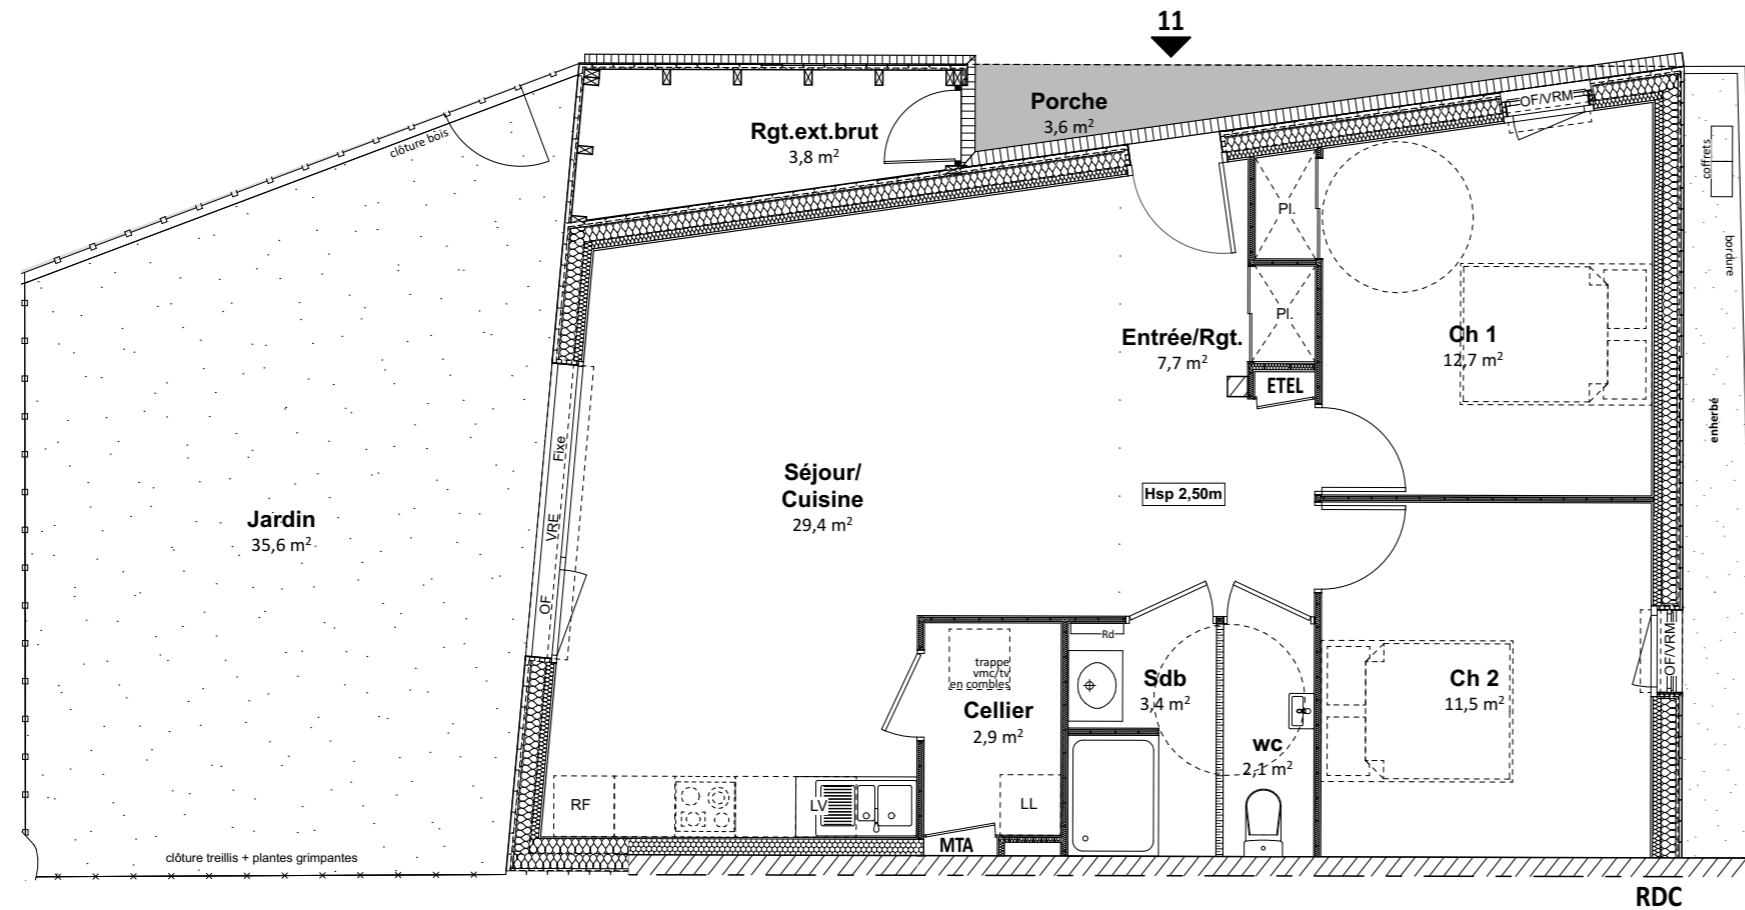 11
Porche
3,6 m²
OF/VRM
Rgt.ext.brut
3,8 m²
clôture bois
coffrets
Pl.
bordure
Pl.
Entrée/Rgt.
7,7 m²
Ch 1
12,7 m²
ETEL
enherbé
Fixe
Séjour/
Cuisine
29,4 m²
Hsp 2,50m
Jardin
35,6 m²
VRE
OF
Rd
trappe
vmc/tv
en combles
Sdb
3,4 m²
Ch 2
11,5 m²
OF/VRM
Cellier
2,9 m²
wc
2,1 m²
RF
LV
LL
MTA
clôture treillis + plantes grimpantes
RDC